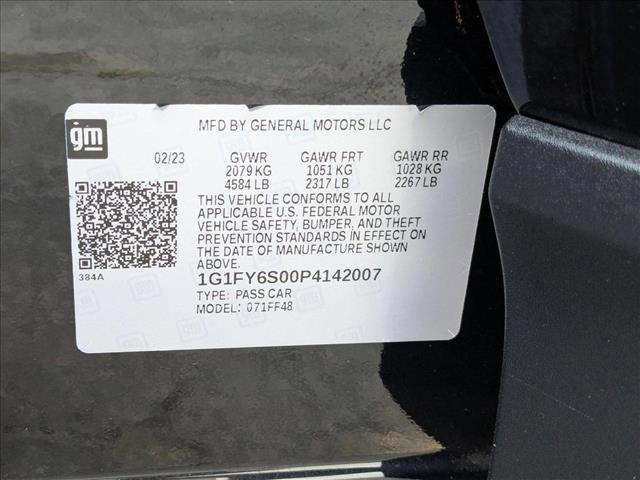 gm
MFD BY GENERAL MOTORS LLC
02/23 GVWR GAWR FRT GAWR RR
2079 KG 1051 KG 1028 KG
4584 LB 2317 LB 2267 LB
THIS VEHICLE CONFORMS TO ALL
APPLICABLE U.S. FEDERAL MOTOR
VEHICLE SAFETY, BUMPER, AND THEFT
PREVENTION STANDARDS IN EFFECT ON
THE DATE OF MANUFACTURE SHOWN
ABOVE.
384A
1G1FY6S00P4142007
TYPE: PASS CAR
MODEL: 071FF48